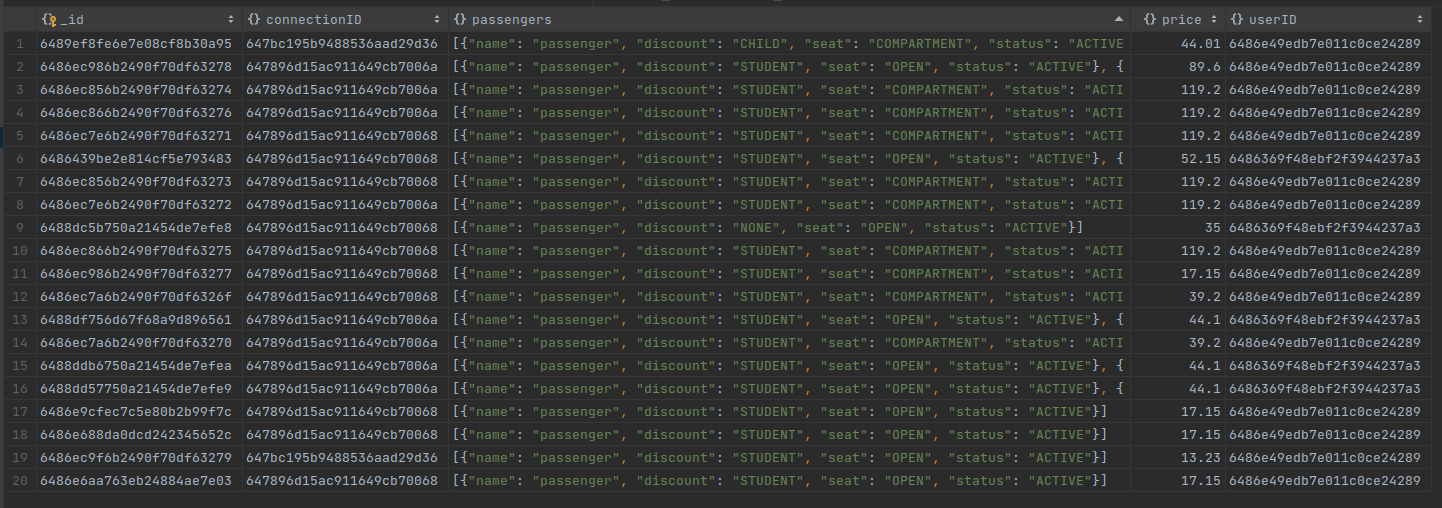 _id connectionID passengers price userID
1 6489ef8fe6e7e08cf8b30a95 647bc195b9488536aad29d36 [{"name": "passenger", "discount": "CHILD", "seat": "COMPARTMENT", "status": "ACTIVE 44.01 6486e49edb7e011c0ce24289
2 6486ec986b2490f70df63278 647896d15ac911649cb7006a [{"name": "passenger", "discount": "STUDENT", "seat": "OPEN", "status": "ACTIVE"}, { 89.6 6486e49edb7e011c0ce24289
3 6486ec856b2490f70df63274 647896d15ac911649cb7006a [{"name": "passenger", "discount": "STUDENT", "seat": "COMPARTMENT", "status": "ACTI 119.2 6486e49edb7e011c0ce24289
4 6486ec866b2490f70df63276 647896d15ac911649cb7006a [{"name": "passenger", "discount": "STUDENT", "seat": "COMPARTMENT", "status": "ACTI 119.2 6486e49edb7e011c0ce24289
5 6486ec7e6b2490f70df63271 647896d15ac911649cb70068 [{"name": "passenger", "discount": "STUDENT", "seat": "COMPARTMENT", "status": "ACTI 119.2 6486e49edb7e011c0ce24289
6 6486439be2e814cf5e793483 647896d15ac911649cb70068 [{"name": "passenger", "discount": "STUDENT", "seat": "OPEN", "status": "ACTIVE"}, { 52.15 6486369f48ebf2f3944237a3
7 6486ec856b2490f70df63273 647896d15ac911649cb70068 [{"name": "passenger", "discount": "STUDENT", "seat": "COMPARTMENT", "status": "ACTI 119.2 6486e49edb7e011c0ce24289
8 6486ec7e6b2490f70df63272 647896d15ac911649cb7006a [{"name": "passenger", "discount": "STUDENT", "seat": "COMPARTMENT", "status": "ACTI 119.2 6486e49edb7e011c0ce24289
9 6488dc5b750a21454de7efe8 647896d15ac911649cb70068 [{"name": "passenger", "discount": "NONE", "seat": "OPEN", "status": "ACTIVE"}] 35 6486369f48ebf2f3944237a3
10 6486ec866b2490f70df63275 647896d15ac911649cb70068 [{"name": "passenger", "discount": "STUDENT", "seat": "COMPARTMENT", "status": "ACTI 119.2 6486e49edb7e011c0ce24289
11 6486ec986b2490f70df63277 647896d15ac911649cb70068 [{"name": "passenger", "discount": "STUDENT", "seat": "COMPARTMENT", "status": "ACTI 17.15 6486e49edb7e011c0ce24289
12 6486ec7a6b2490f70df6326f 647896d15ac911649cb70068 [{"name": "passenger", "discount": "STUDENT", "seat": "COMPARTMENT", "status": "ACTI 39.2 6486e49edb7e011c0ce24289
13 6488df756d67f68a9d896561 647896d15ac911649cb7006a [{"name": "passenger", "discount": "STUDENT", "seat": "OPEN", "status": "ACTIVE"}, { 44.1 6486369f48ebf2f3944237a3
14 6486ec7a6b2490f70df63270 647896d15ac911649cb7006a [{"name": "passenger", "discount": "STUDENT", "seat": "COMPARTMENT", "status": "ACTI 39.2 6486e49edb7e011c0ce24289
15 6488ddb6750a21454de7efea 647896d15ac911649cb7006a [{"name": "passenger", "discount": "STUDENT", "seat": "OPEN", "status": "ACTIVE"}, { 44.1 6486369f48ebf2f3944237a3
16 6488dd57750a21454de7efe9 647896d15ac911649cb7006a [{"name": "passenger", "discount": "STUDENT", "seat": "OPEN", "status": "ACTIVE"}, { 44.1 6486369f48ebf2f3944237a3
17 6486e9cfec7c5e80b2b99f7c 647896d15ac911649cb70068 [{"name": "passenger", "discount": "STUDENT", "seat": "OPEN", "status": "ACTIVE"}] 17.15 6486e49edb7e011c0ce24289
18 6486e688da0dcd242345652c 647896d15ac911649cb70068 [{"name": "passenger", "discount": "STUDENT", "seat": "OPEN", "status": "ACTIVE"}] 17.15 6486e49edb7e011c0ce24289
19 6486ec9f6b2490f70df63279 647bc195b9488536aad29d36 [{"name": "passenger", "discount": "STUDENT", "seat": "OPEN", "status": "ACTIVE"}] 13.23 6486e49edb7e011c0ce24289
20 6486e6aa763eb24884ae7e03 647896d15ac911649cb70068 [{"name": "passenger", "discount": "STUDENT", "seat": "OPEN", "status": "ACTIVE"}] 17.15 6486e49edb7e011c0ce24289